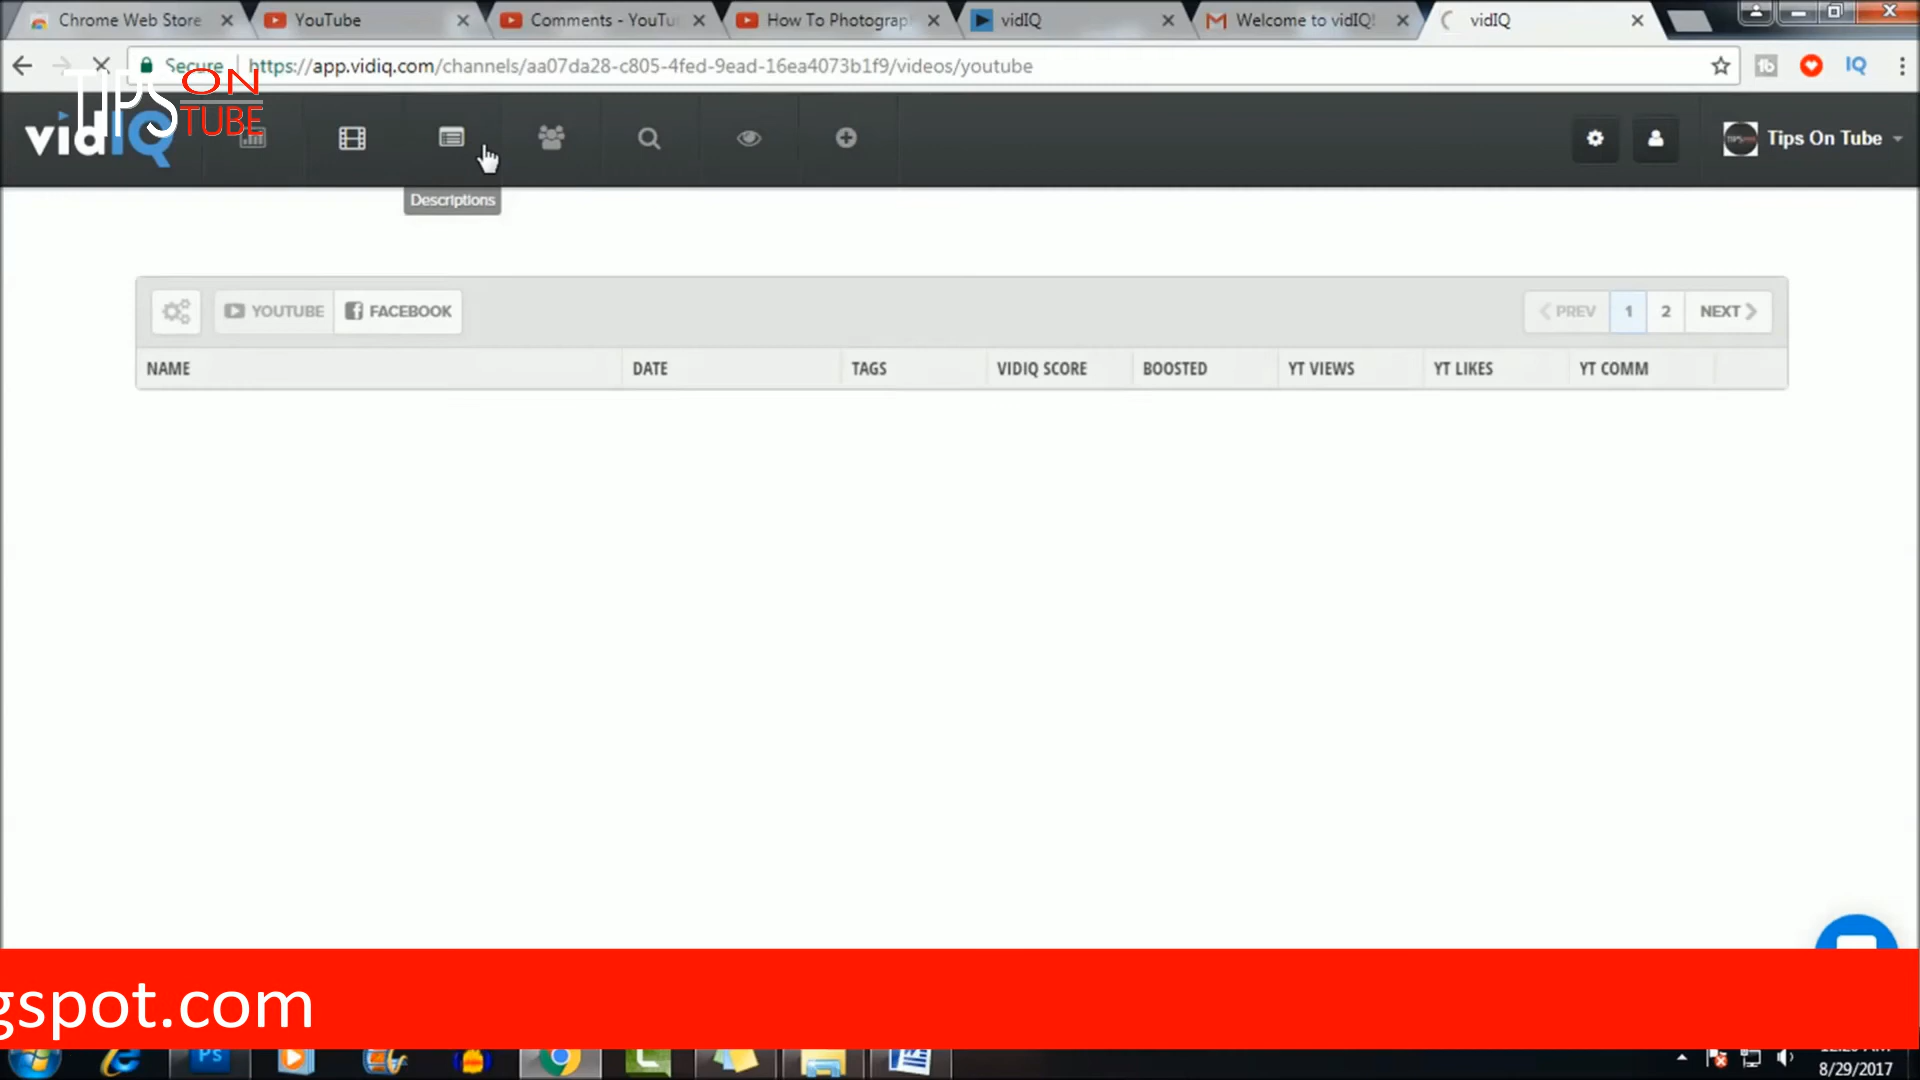 Chrome Web Store
YouTube
Comments - YouTu
How To Photograp
vidIQ
Welcome to vidIQ!
vidIQ
Secure
https://app.vidiq.com/channels/aa07da28-c805-4fed-9ead-16ea4073b1f9/videos/youtube
IQ
TIPS ON TUBE
vidIQ
Tips On Tube
Descriptions
YOUTUBE
FACEBOOK
PREV
1
2
NEXT
NAME
DATE
TAGS
VIDIQ SCORE
BOOSTED
YT VIEWS
YT LIKES
YT COMM
gspot.com
Ps
8/29/2017